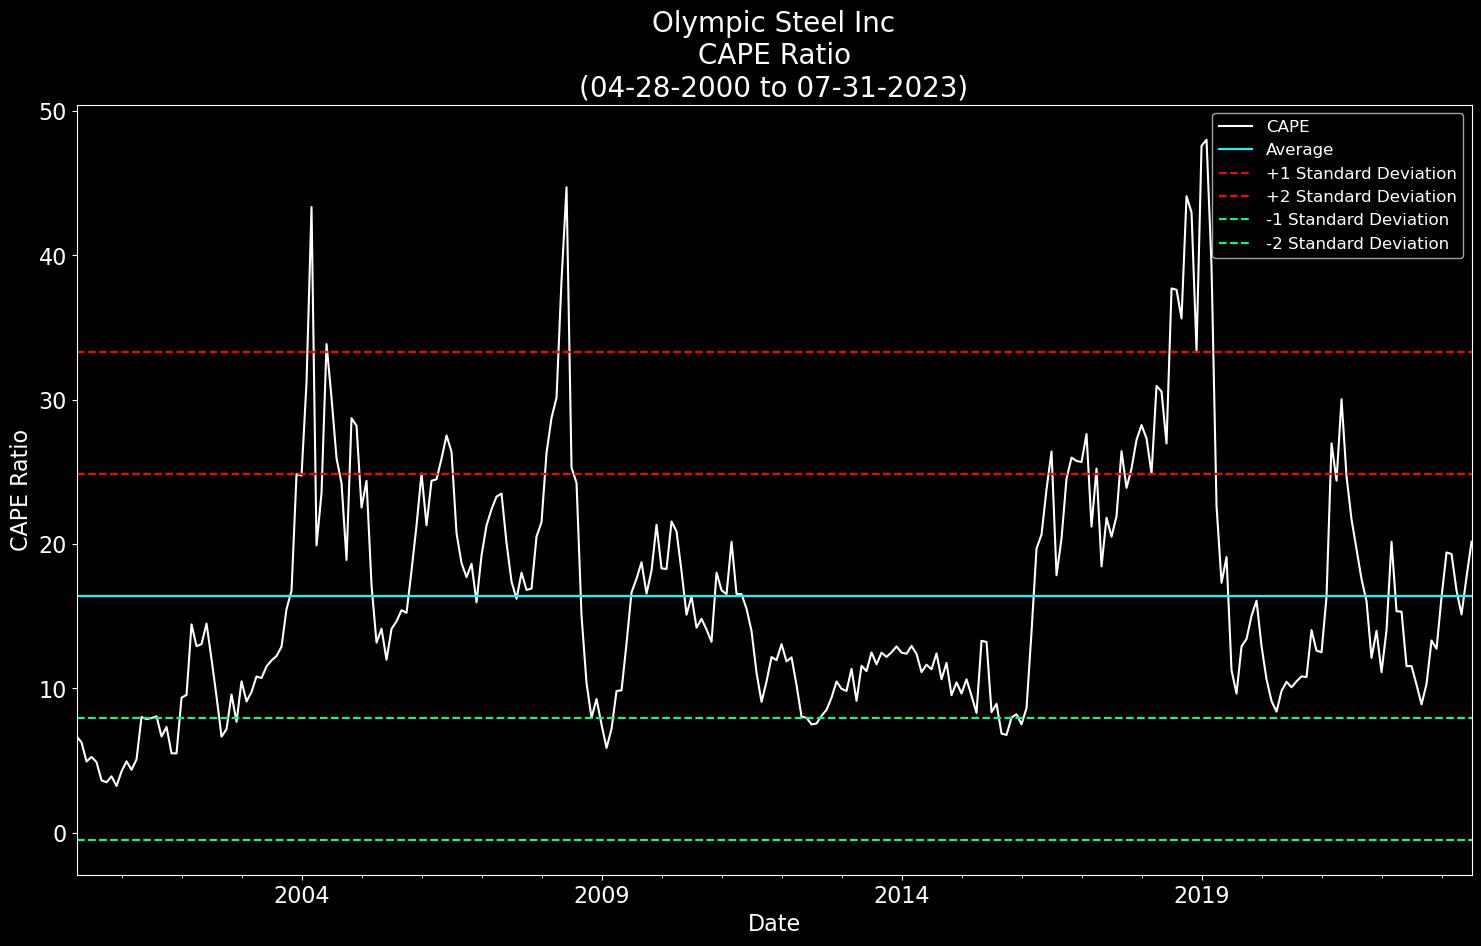 Olympic Steel Inc
CAPE Ratio
(04-28-2000 to 07-31-2023)
50
40
30
20
10
0
CAPE Ratio
CAPE
Average
+1 Standard Deviation
+2 Standard Deviation
-1 Standard Deviation
-2 Standard Deviation
2004
2009
2014
2019
Date